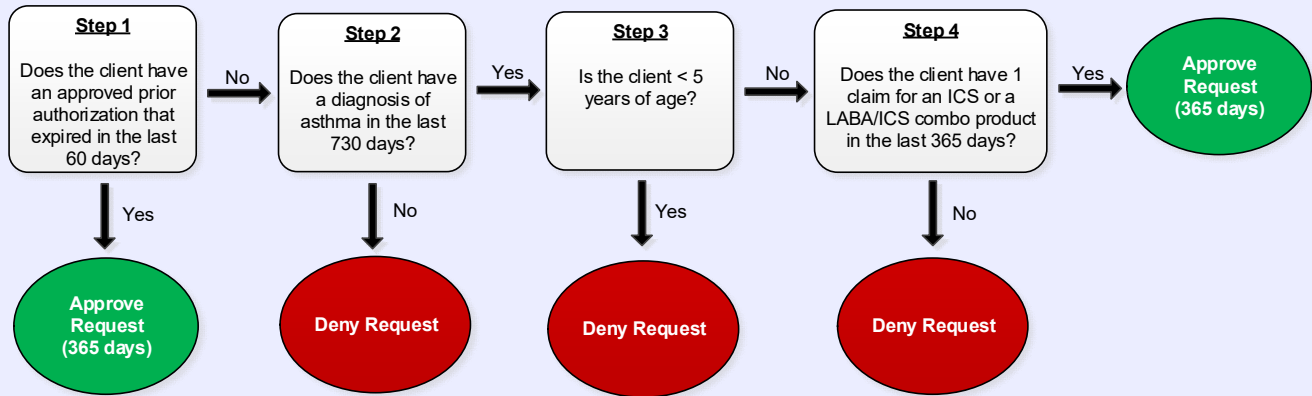 Step 1
Does the client have
an approved prior
authorization that
expired in the last
60 days?
No
Step 2
Does the client have
a diagnosis of
asthma in the last
730 days?
Yes
Step 3
Is the client < 5
years of age?
No
Step 4
Does the client have 1
claim for an ICS or a
LABA/ICS combo product
in the last 365 days?
Yes
Approve
Request
(365 days)
Yes
No
Yes
No
Approve
Request
(365 days)
Deny Request
Deny Request
Deny Request